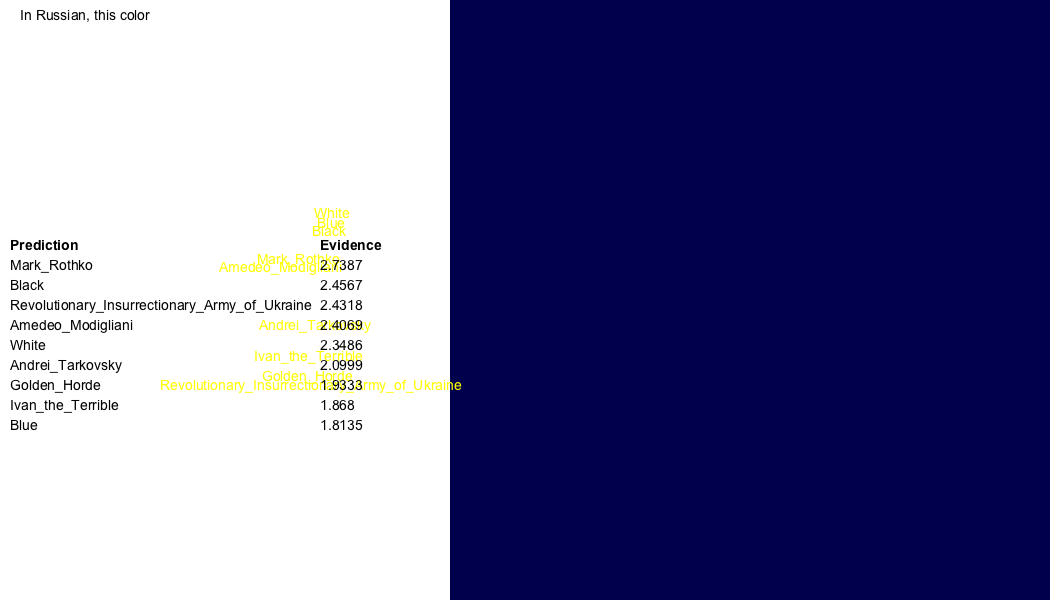 In Russian, this color
White
Blue
Black
Prediction Evidence
Mark_Rothko
Mark_Rothko 2.7387
Amedeo_Modigliani
Black 2.4567
Revolutionary_Insurrectionary_Army_of_Ukraine 2.4318
Amedeo_Modigliani 2.4069
Andrei_Tarkovsky
White 2.3486
Ivan_the_Terrible
Andrei_Tarkovsky 2.0999
Golden_Horde
Golden_Horde 1.9333
Revolutionary_Insurrectionary_Army_of_Ukraine
Ivan_the_Terrible 1.868
Blue 1.8135